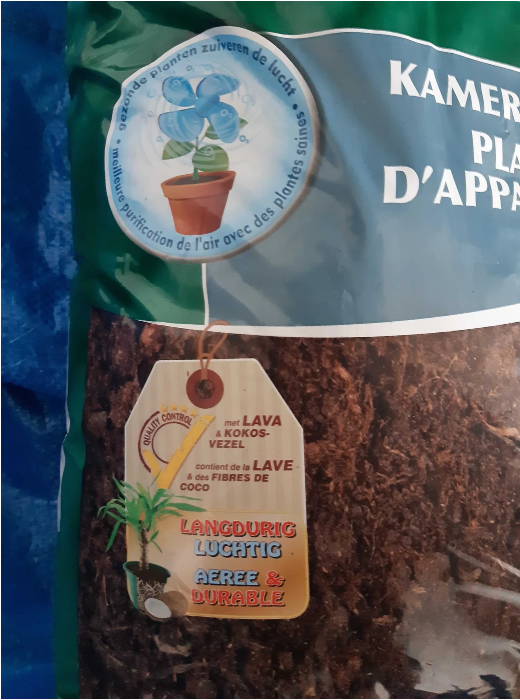 gezonde planten zuiveren de lucht
meilleure purification de l'air avec des plantes saines
KAMER
PLA
D'APPA
QUALITY CONTROL
met LAVA
& KOKOS-
VEZEL
contient de la LAVE
& des FIBRES DE
COCO
LANGDURIG
LUCHTIG
AEREE &
DURABLE